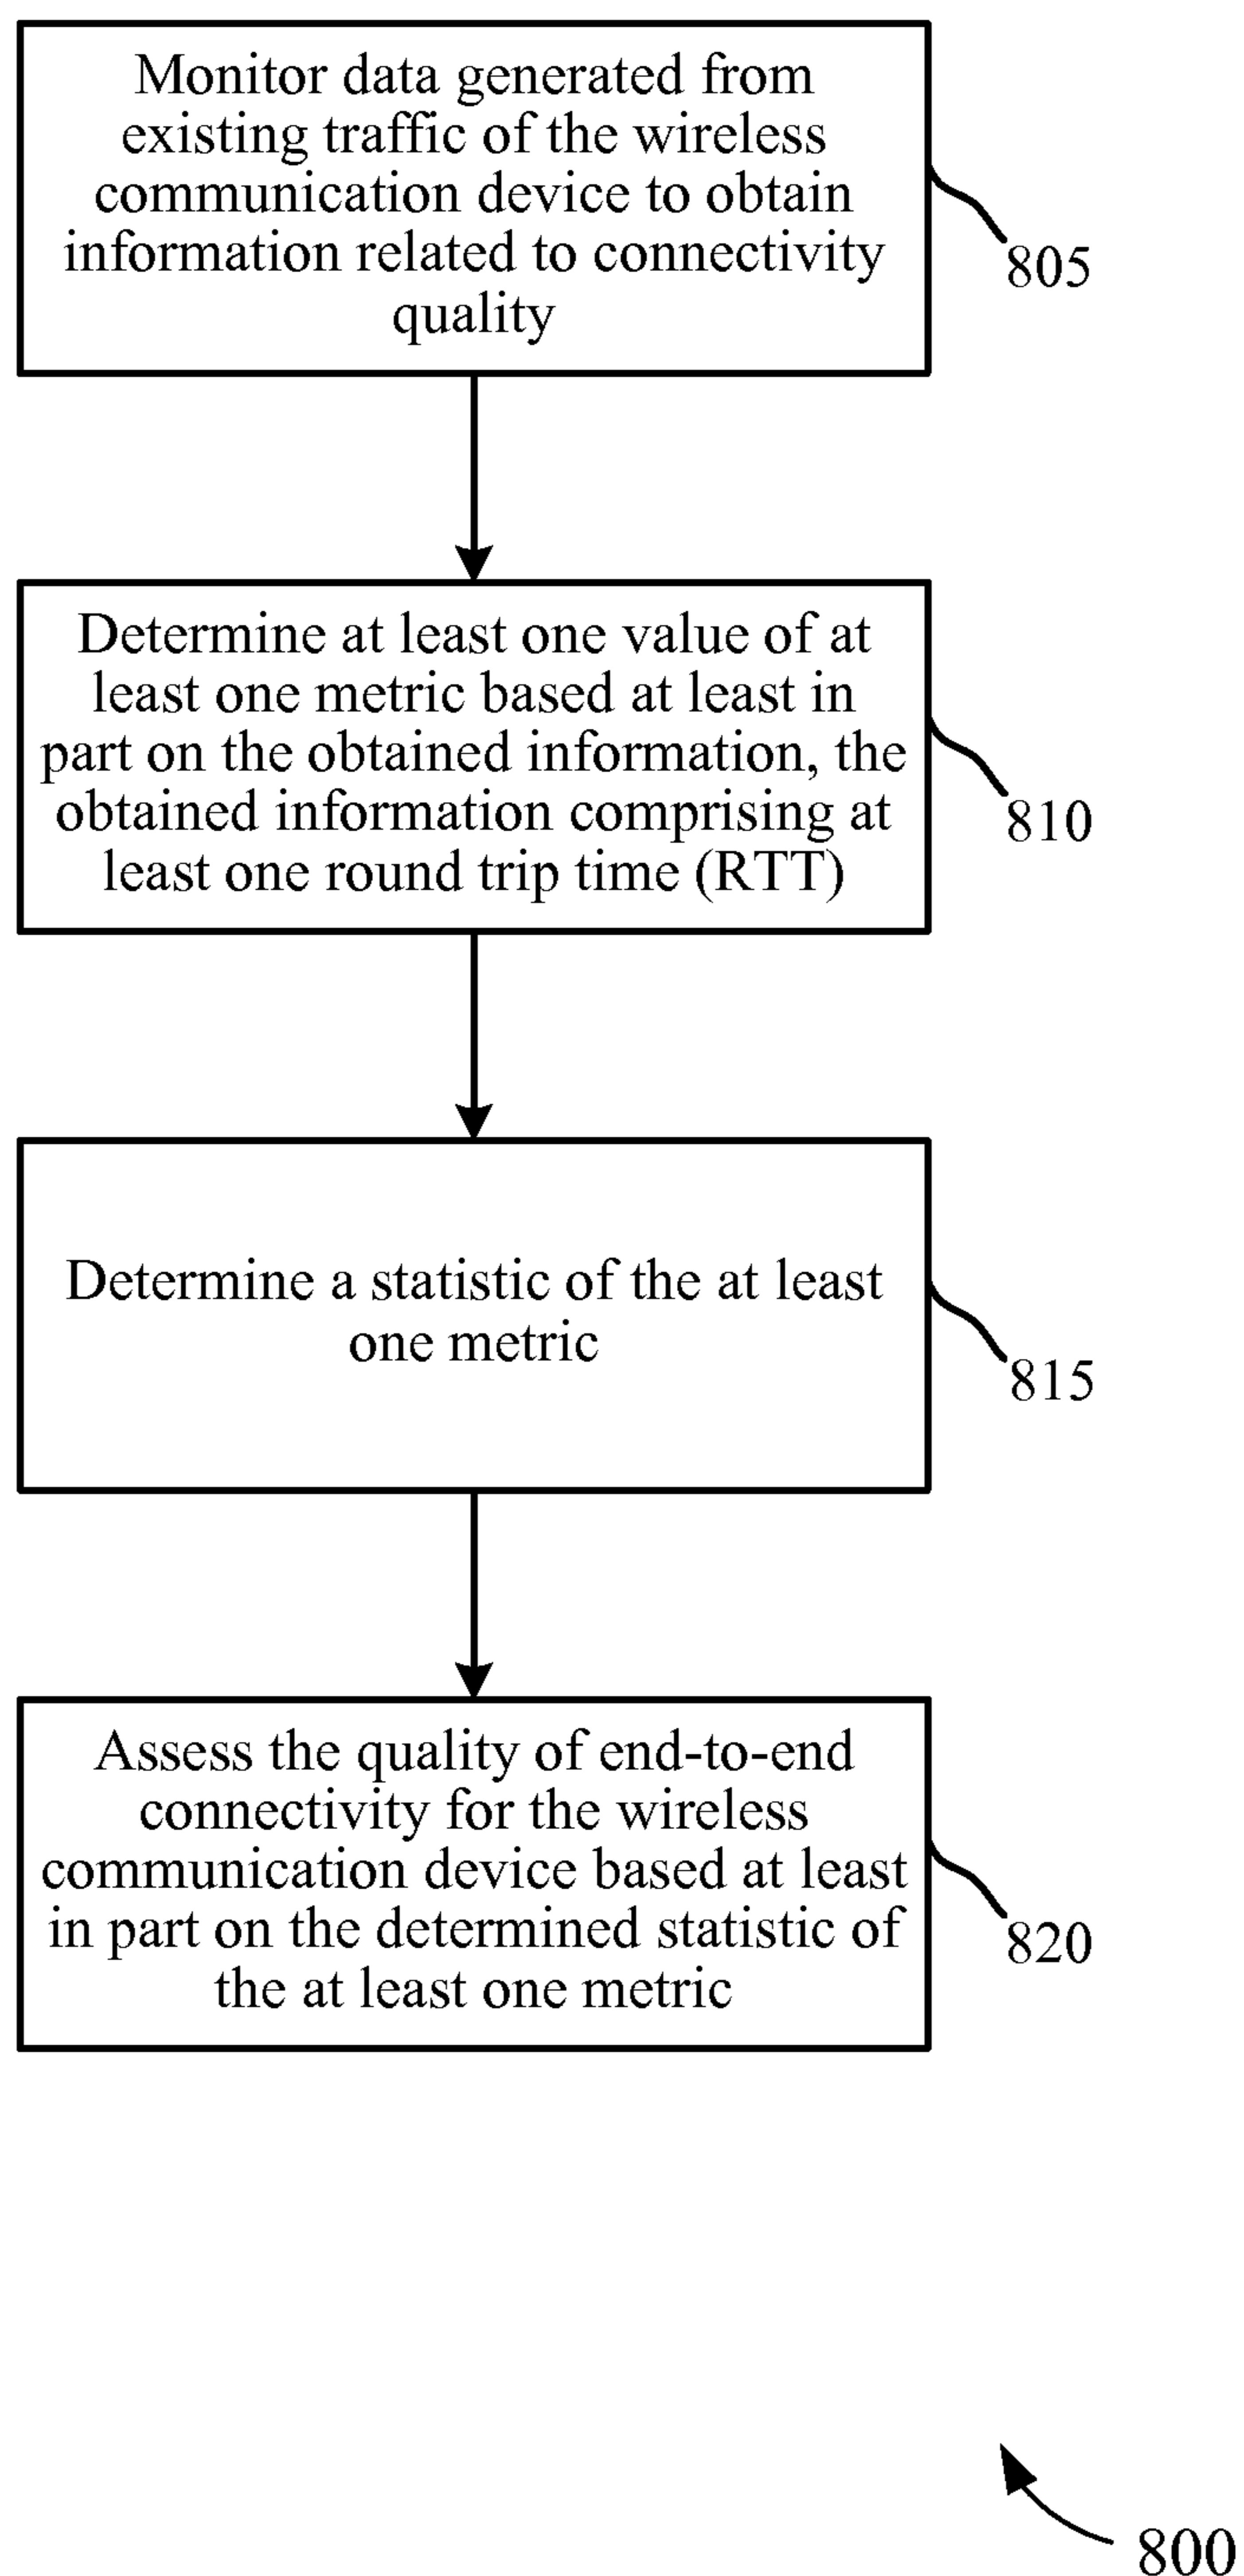 Monitor data generated from
existing traffic of the wireless
communication device to obtain
information related to connectivity
quality
805
Determine at least one value of at
least one metric based at least in
part on the obtained information, the
obtained information comprising at
least one round trip time (RTT)
810
Determine a statistic of the at least
one metric
815
Assess the quality of end-to-end
connectivity for the wireless
communication device based at least
in part on the determined statistic of
the at least one metric
820
800